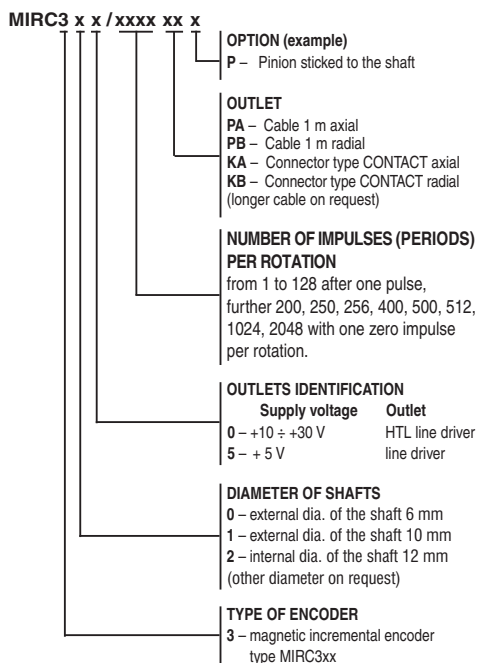 MIRC3 x x / xxxx xx x
OPTION (example)
P – Pinion sticked to the shaft
OUTLET
PA – Cable 1 m axial
PB – Cable 1 m radial
KA – Connector type CONTACT axial
KB – Connector type CONTACT radial
(longer cable on request)
NUMBER OF IMPULSES (PERIODS)
PER ROTATION
from 1 to 128 after one pulse,
further 200, 250, 256, 400, 500, 512,
1024, 2048 with one zero impulse
per rotation.
OUTLETS IDENTIFICATION
Supply voltage Outlet
0 – +10 ÷ +30 V HTL line driver
5 – + 5 V line driver
DIAMETER OF SHAFTS
0 – external dia. of the shaft 6 mm
1 – external dia. of the shaft 10 mm
2 – internal dia. of the shaft 12 mm
(other diameter on request)
TYPE OF ENCODER
3 – magnetic incremental encoder
type MIRC3xx